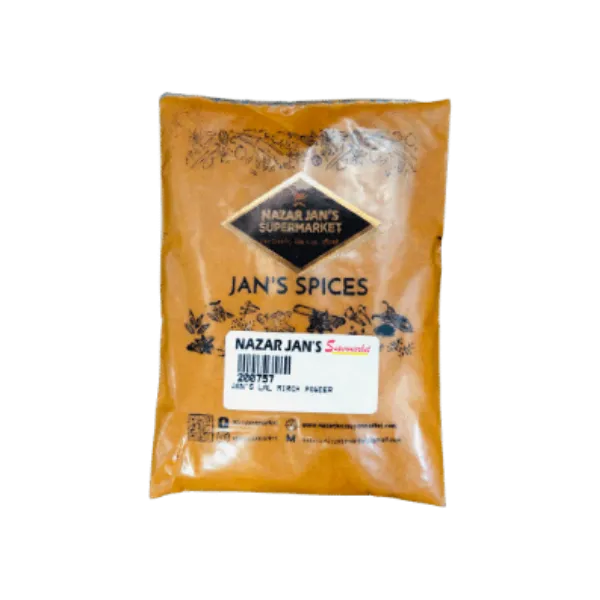 NAZAR JAN'S
SUPERMARKET
JAN'S SPICES
NAZAR JAN'S Supermarket
200757
JAN'S LAL MIRCH POWDER